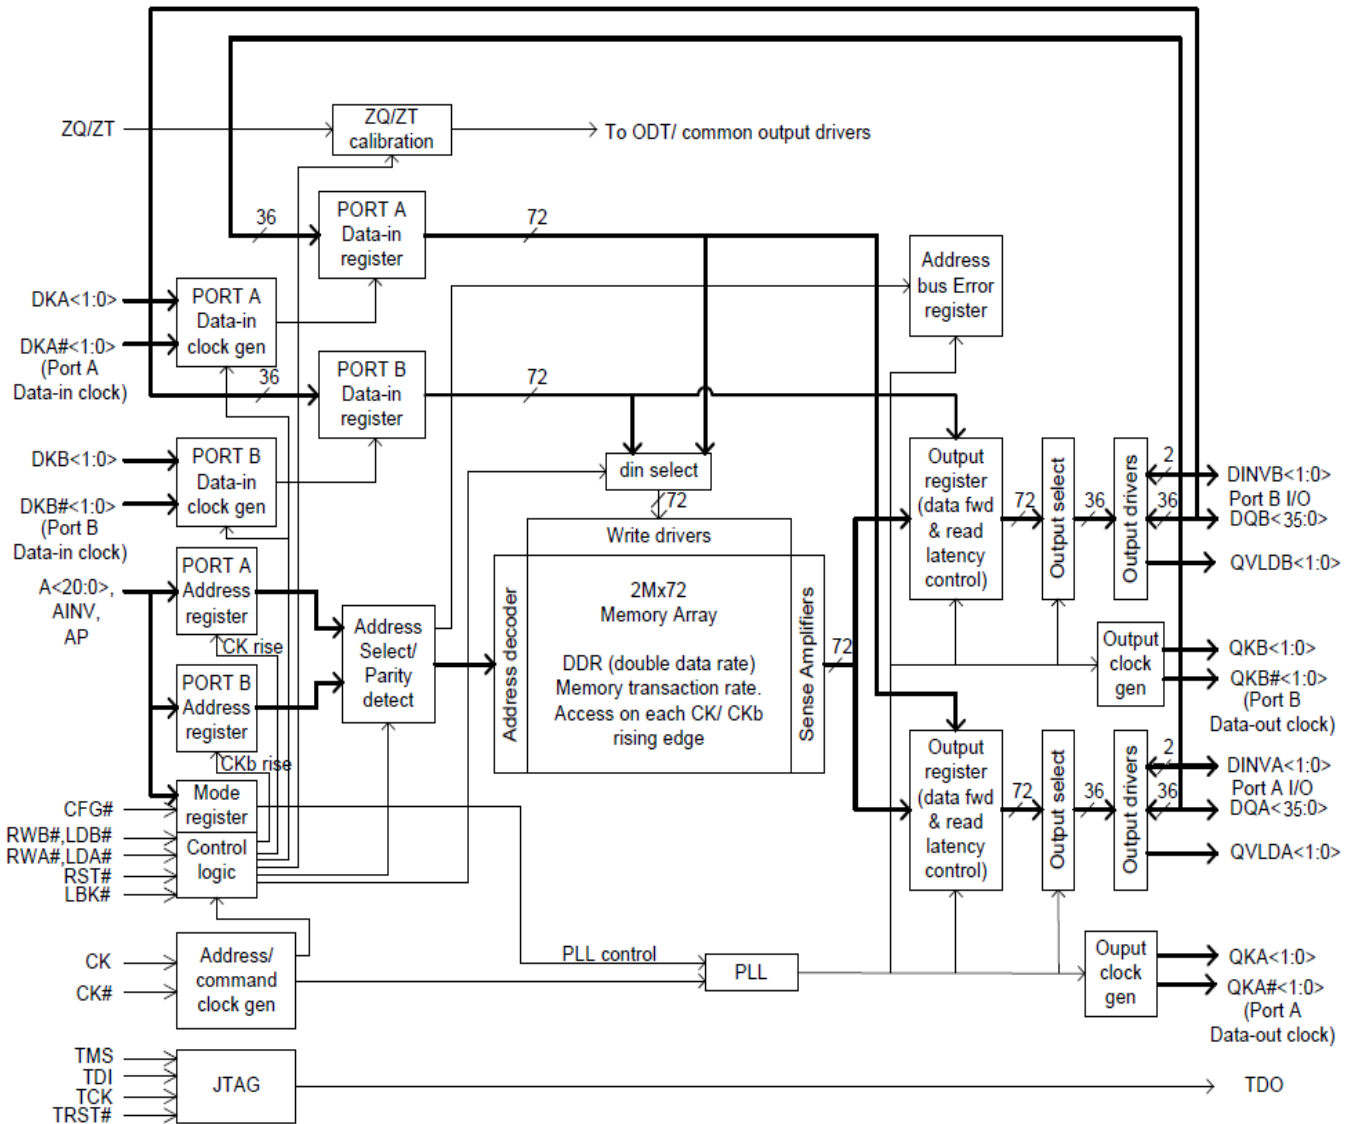 ZQ/ZT
ZQ/ZT
calibration
To ODT/ common output drivers
36
PORT A
Data-in
register
72
Address
bus Error
register
DKA<1:0>
DKA#<1:0>
(Port A
Data-in clock)
PORT A
Data-in
clock gen
36
PORT B
Data-in
register
72
DKB<1:0>
DKB#<1:0>
(Port B
Data-in clock)
PORT B
Data-in
clock gen
din select
72
Write drivers
Output
register
(data fwd
& read
latency
control)
72
Output select
36
Output drivers
2
36
DINVB<1:0>
Port B I/O
DQB<35:0>
QVLDB<1:0>
A<20:0>,
AINV,
AP
PORT A
Address
register
CK rise
PORT B
Address
register
CKb rise
Address
Select/
Parity
detect
Address decoder
2Mx72
Memory Array
DDR (double data rate)
Memory transaction rate.
Access on each CK/ CKb
rising edge
Sense Amplifiers
72
Output
clock
gen
QKB<1:0>
QKB#<1:0>
(Port B
Data-out clock)
Output
register
(data fwd
& read
latency
control)
72
Output select
36
Output drivers
2
36
DINVA<1:0>
Port A I/O
DQA<35:0>
QVLDA<1:0>
CFG#
RWB#,LDB#
RWA#,LDA#
RST#
LBK#
Mode
register
Control
logic
CK
CK#
Address/
command
clock gen
PLL control
PLL
Ouput
clock
gen
QKA<1:0>
QKA#<1:0>
(Port A
Data-out clock)
TMS
TDI
TCK
TRST#
JTAG
TDO